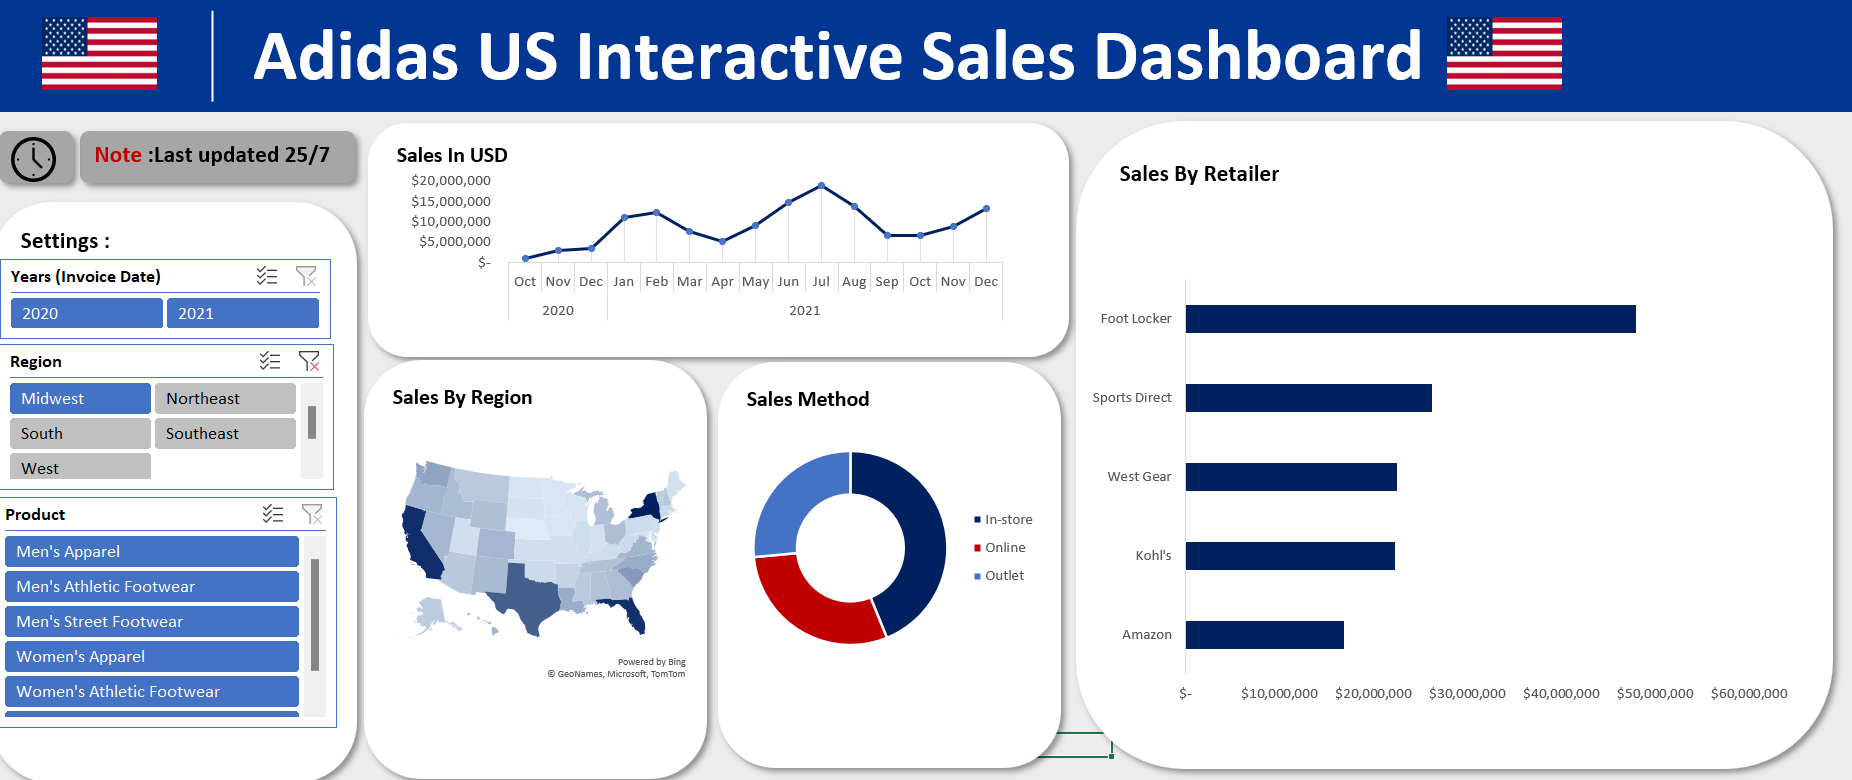 Adidas US Interactive Sales Dashboard
Note :Last updated 25/7
Settings :
Years (Invoice Date)
2020 2021
Region
Midwest Northeast
South Southeast
West
Product
Men's Apparel
Men's Athletic Footwear
Men's Street Footwear
Women's Apparel
Women's Athletic Footwear
Sales In USD
$20,000,000
$15,000,000
$10,000,000
$5,000,000
$-
Oct Nov Dec Jan Feb Mar Apr May Jun Jul Aug Sep Oct Nov Dec
2020 2021
Sales By Region
Powered by Bing
© GeoNames, Microsoft, TomTom
Sales Method
In-store
Online
Outlet
Sales By Retailer
Foot Locker
Sports Direct
West Gear
Kohl's
Amazon
$- $10,000,000 $20,000,000 $30,000,000 $40,000,000 $50,000,000 $60,000,000